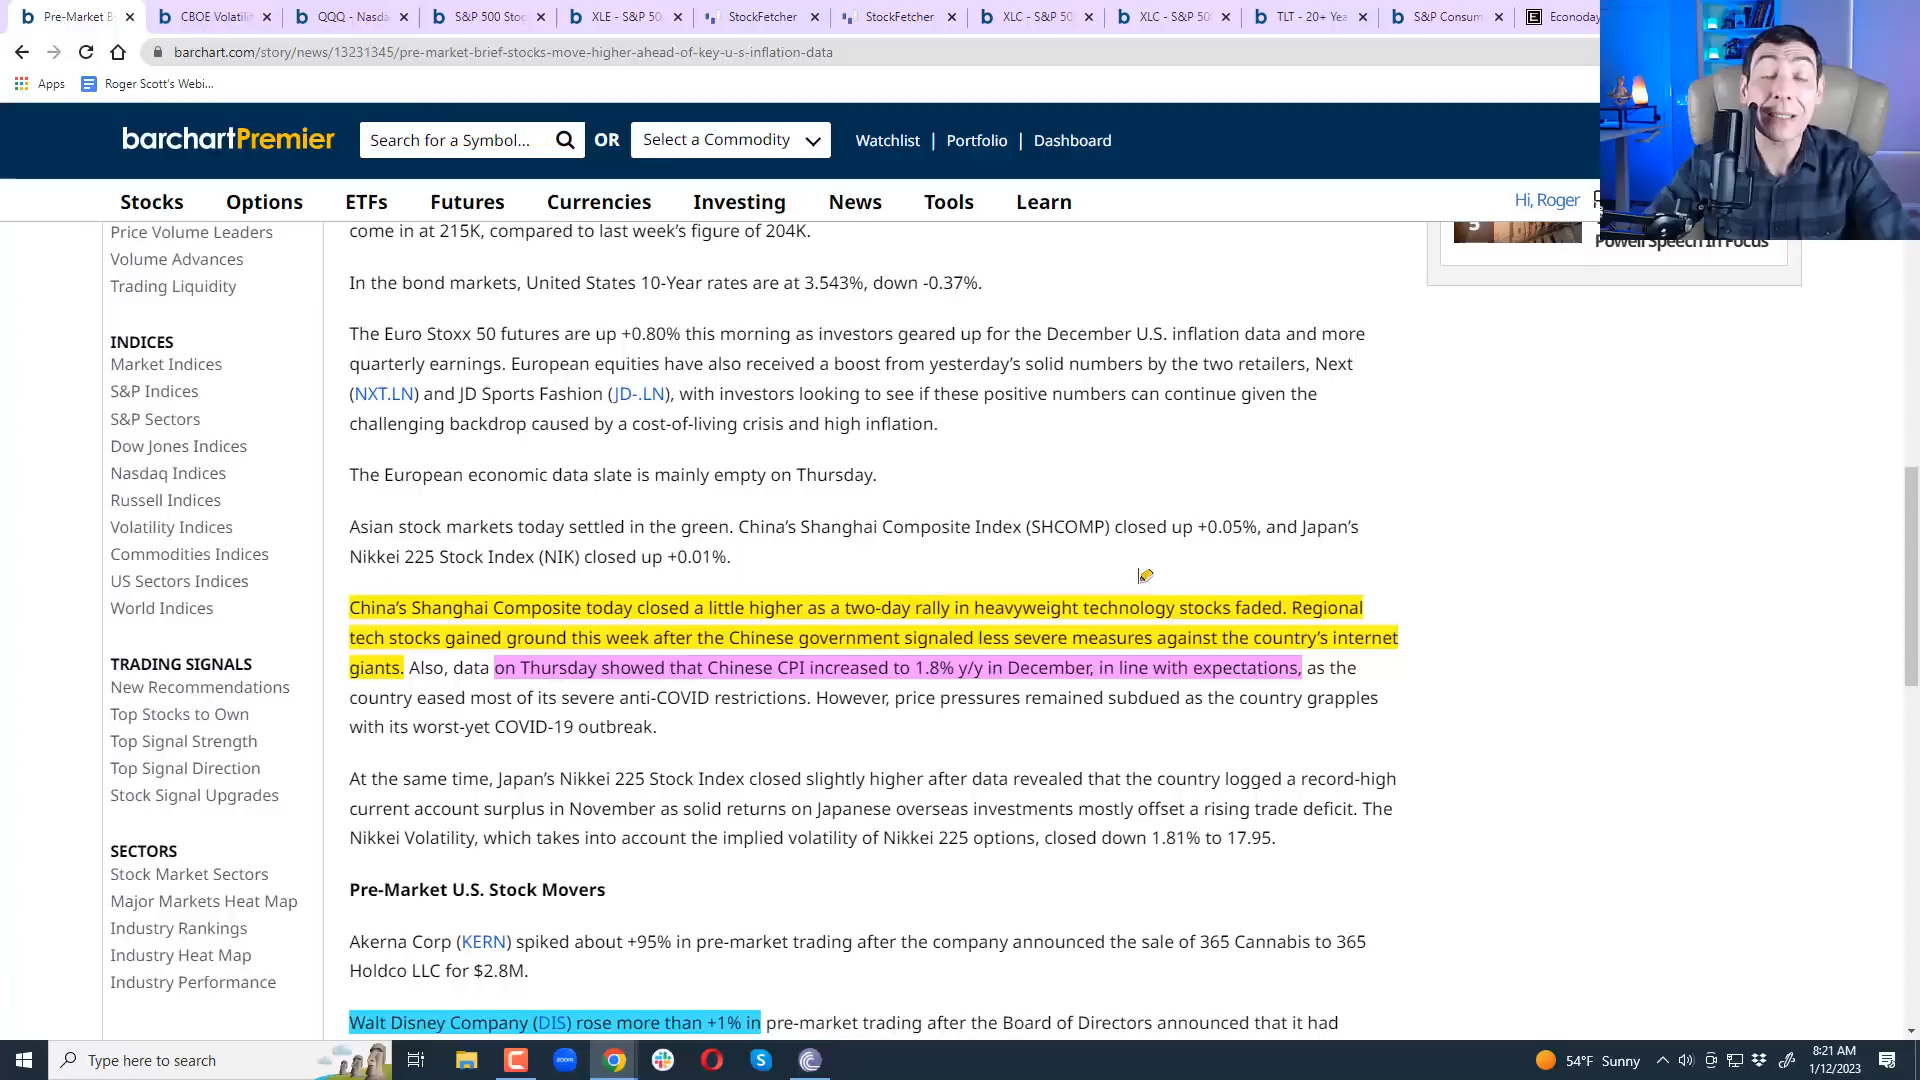 Pre-Market B
CBOE Volatili
QQQ - Nasda
S&P 500 Stoc
XLE - S&P 50
StockFetcher
StockFetcher
XLC - S&P 50
XLC - S&P 50
TLT - 20+ Yea
S&P Consum
Econoday
barchart.com/story/news/13231345/pre-market-brief-stocks-move-higher-ahead-of-key-u-s-inflation-data
Apps
Roger Scott's Webi...
barchartPremier
Search for a Symbol...
OR
Select a Commodity
Watchlist | Portfolio | Dashboard
Stocks
Options
ETFs
Futures
Currencies
Investing
News
Tools
Learn
Hi, Roger
Price Volume Leaders
Volume Advances
Trading Liquidity
INDICES
Market Indices
S&P Indices
S&P Sectors
Dow Jones Indices
Nasdaq Indices
Russell Indices
Volatility Indices
Commodities Indices
US Sectors Indices
World Indices
TRADING SIGNALS
New Recommendations
Top Stocks to Own
Top Signal Strength
Top Signal Direction
Stock Signal Upgrades
SECTORS
Stock Market Sectors
Major Markets Heat Map
Industry Rankings
Industry Heat Map
Industry Performance
come in at 215K, compared to last week's figure of 204K.
In the bond markets, United States 10-Year rates are at 3.543%, down -0.37%.
The Euro Stoxx 50 futures are up +0.80% this morning as investors geared up for the December U.S. inflation data and more
quarterly earnings. European equities have also received a boost from yesterday's solid numbers by the two retailers, Next
(NXT.LN) and JD Sports Fashion (JD-.LN), with investors looking to see if these positive numbers can continue given the
challenging backdrop caused by a cost-of-living crisis and high inflation.
The European economic data slate is mainly empty on Thursday.
Asian stock markets today settled in the green. China's Shanghai Composite Index (SHCOMP) closed up +0.05%, and Japan's
Nikkei 225 Stock Index (NIK) closed up +0.01%.
China's Shanghai Composite today closed a little higher as a two-day rally in heavyweight technology stocks faded. Regional
tech stocks gained ground this week after the Chinese government signaled less severe measures against the country's internet
giants. Also, data on Thursday showed that Chinese CPI increased to 1.8% y/y in December, in line with expectations, as the
country eased most of its severe anti-COVID restrictions. However, price pressures remained subdued as the country grapples
with its worst-yet COVID-19 outbreak.
At the same time, Japan's Nikkei 225 Stock Index closed slightly higher after data revealed that the country logged a record-high
current account surplus in November as solid returns on Japanese overseas investments mostly offset a rising trade deficit. The
Nikkei Volatility, which takes into account the implied volatility of Nikkei 225 options, closed down 1.81% to 17.95.
Pre-Market U.S. Stock Movers
Akerna Corp (KERN) spiked about +95% in pre-market trading after the company announced the sale of 365 Cannabis to 365
Holdco LLC for $2.8M.
Walt Disney Company (DIS) rose more than +1% in pre-market trading after the Board of Directors announced that it had
5
Powell Speech In Focus
Type here to search
zoom
54°F Sunny
8:21 AM
1/12/2023